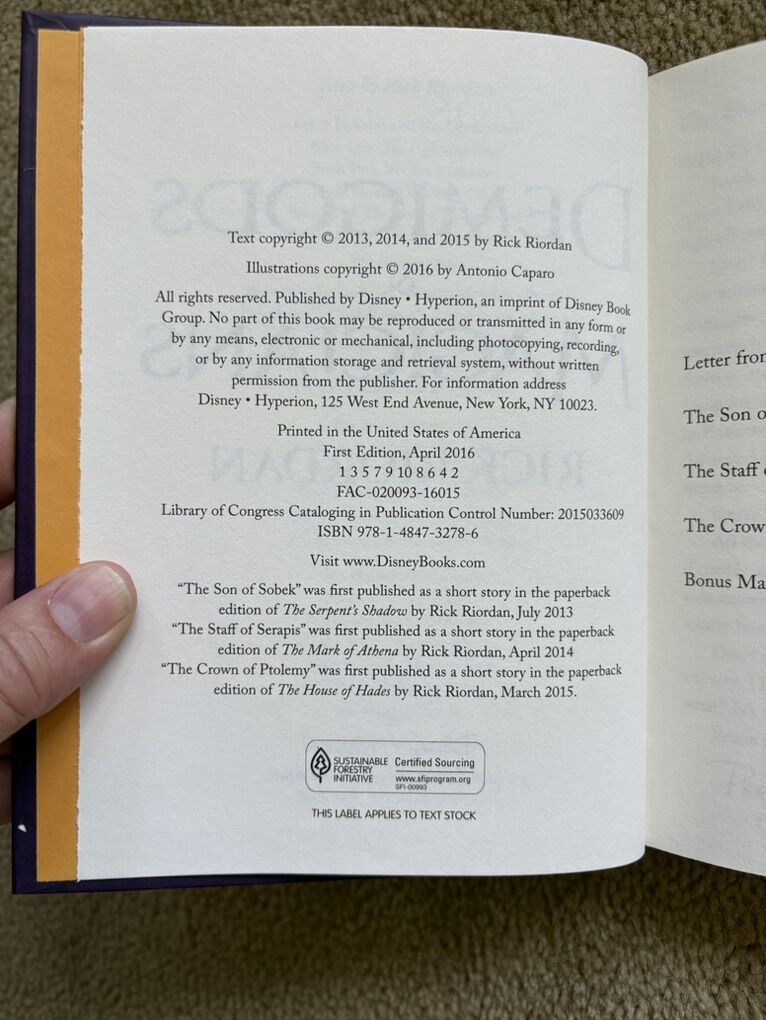 Text copyright © 2013, 2014, and 2015 by Rick Riordan
Illustrations copyright © 2016 by Antonio Caparo
All rights reserved. Published by Disney • Hyperion, an imprint of Disney Book
Group. No part of this book may be reproduced or transmitted in any form or
by any means, electronic or mechanical, including photocopying, recording,
or by any information storage and retrieval system, without written
permission from the publisher. For information address
Disney • Hyperion, 125 West End Avenue, New York, NY 10023.
Printed in the United States of America
First Edition, April 2016
1 3 5 7 9 10 8 6 4 2
FAC-020093-16015
Library of Congress Cataloging in Publication Control Number: 2015033609
ISBN 978-1-4847-3278-6
Visit www.DisneyBooks.com
“The Son of Sobek” was first published as a short story in the paperback
edition of The Serpent’s Shadow by Rick Riordan, July 2013
“The Staff of Serapis” was first published as a short story in the paperback
edition of The Mark of Athena by Rick Riordan, April 2014
“The Crown of Ptolemy” was first published as a short story in the paperback
edition of The House of Hades by Rick Riordan, March 2015.
SUSTAINABLE
FORESTRY
INITIATIVE
Certified Sourcing
www.sfiprogram.org
SFI-00993
THIS LABEL APPLIES TO TEXT STOCK
Letter from
The Son o
The Staff
The Crow
Bonus Ma